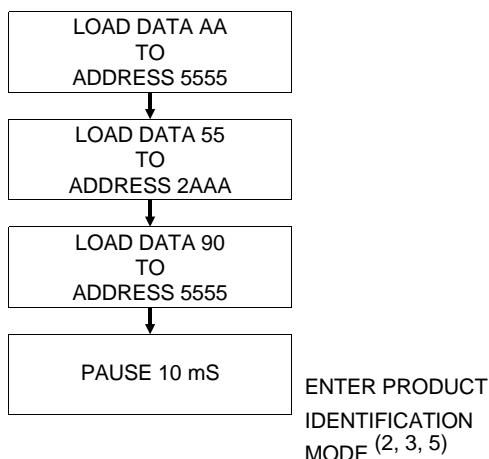 LOAD DATA AA
TO
ADDRESS 5555
LOAD DATA 55
TO
ADDRESS 2AAA
LOAD DATA 90
TO
ADDRESS 5555
PAUSE 10 mS
ENTER PRODUCT
IDENTIFICATION
MODE (2, 3, 5)